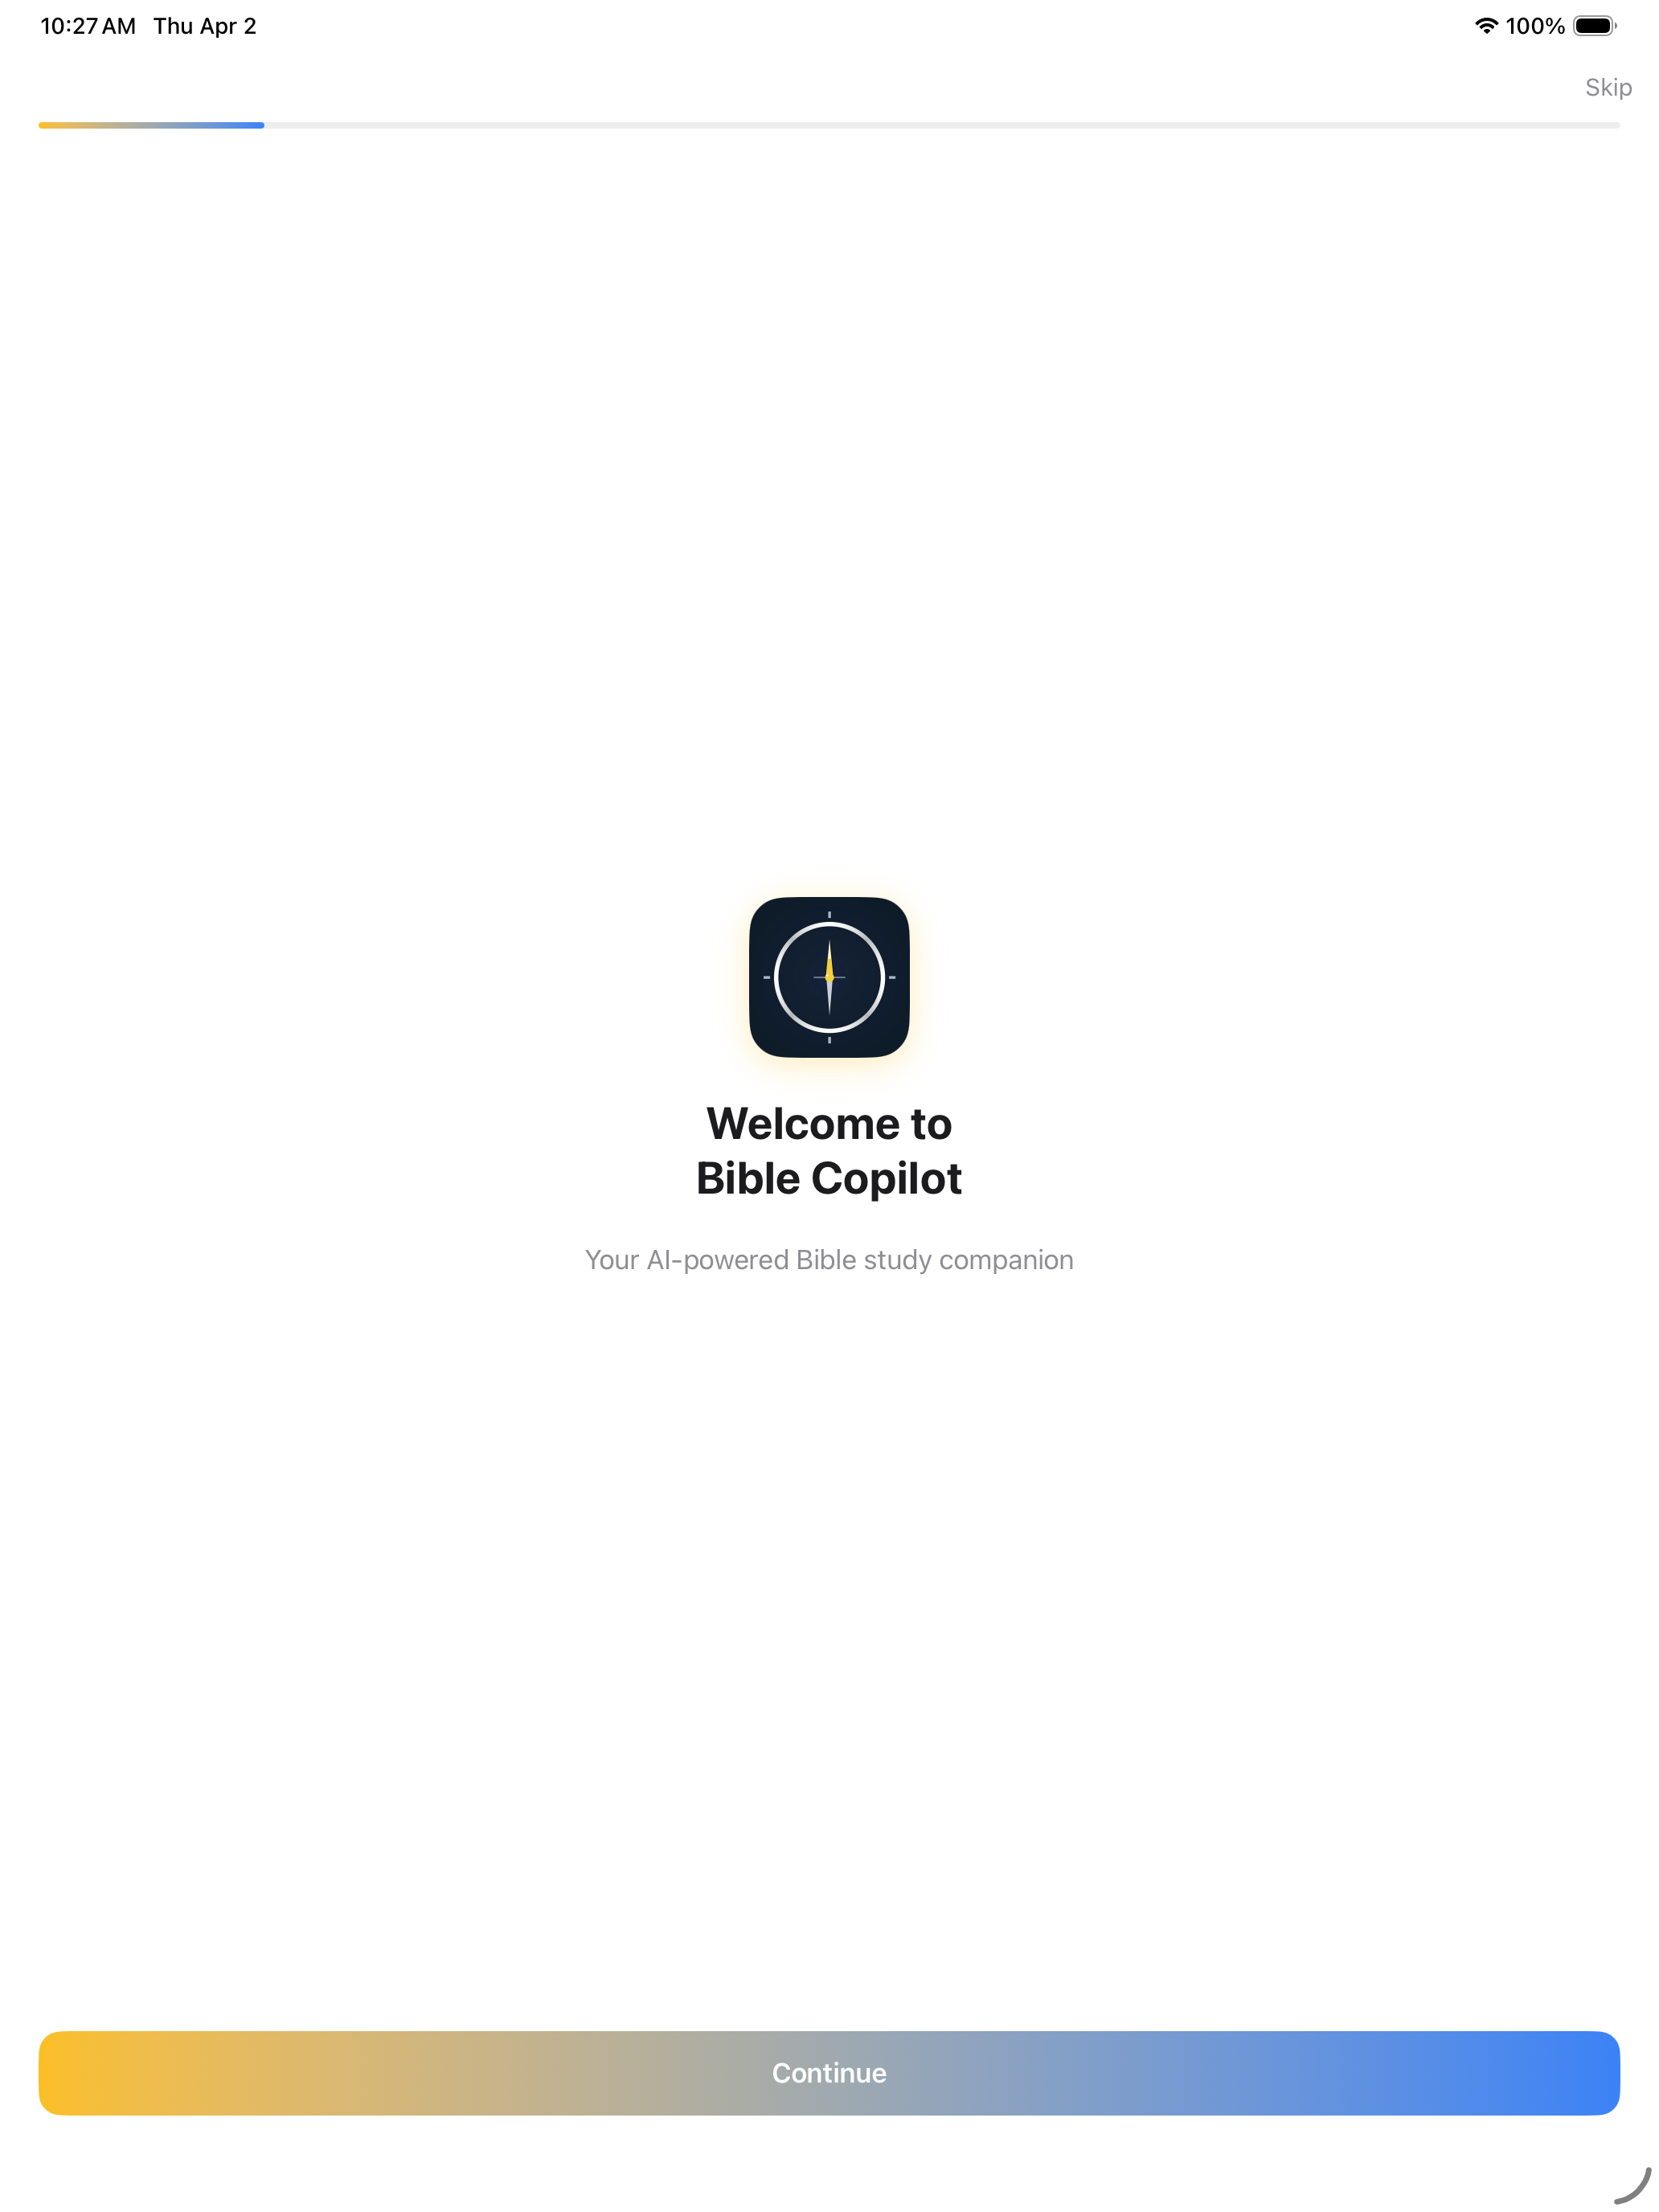 10:27 AM Thu Apr 2
100%
Skip
Welcome to
Bible Copilot
Your AI-powered Bible study companion
Continue